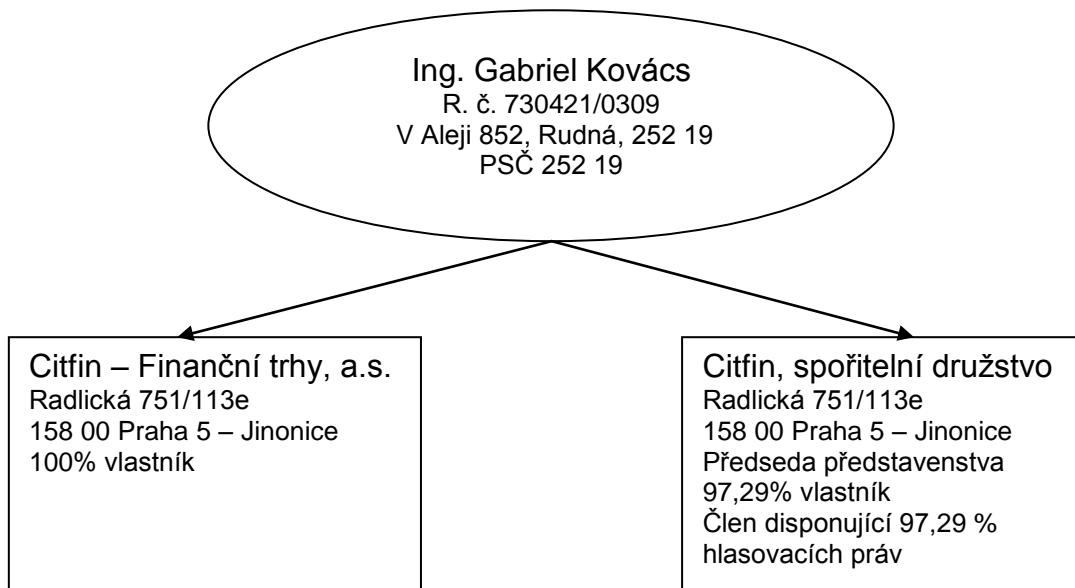 Ing. Gabriel Kovács
R. č. 730421/0309
V Aleji 852, Rudná, 252 19
PSČ 252 19
Citfin – Finanční trhy, a.s.
Radlická 751/113e
158 00 Praha 5 – Jinonice
100% vlastník
Citfin, spořitelní družstvo
Radlická 751/113e
158 00 Praha 5 – Jinonice
Předseda představenstva
97,29% vlastník
Člen disponující 97,29 %
hlasovacích práv